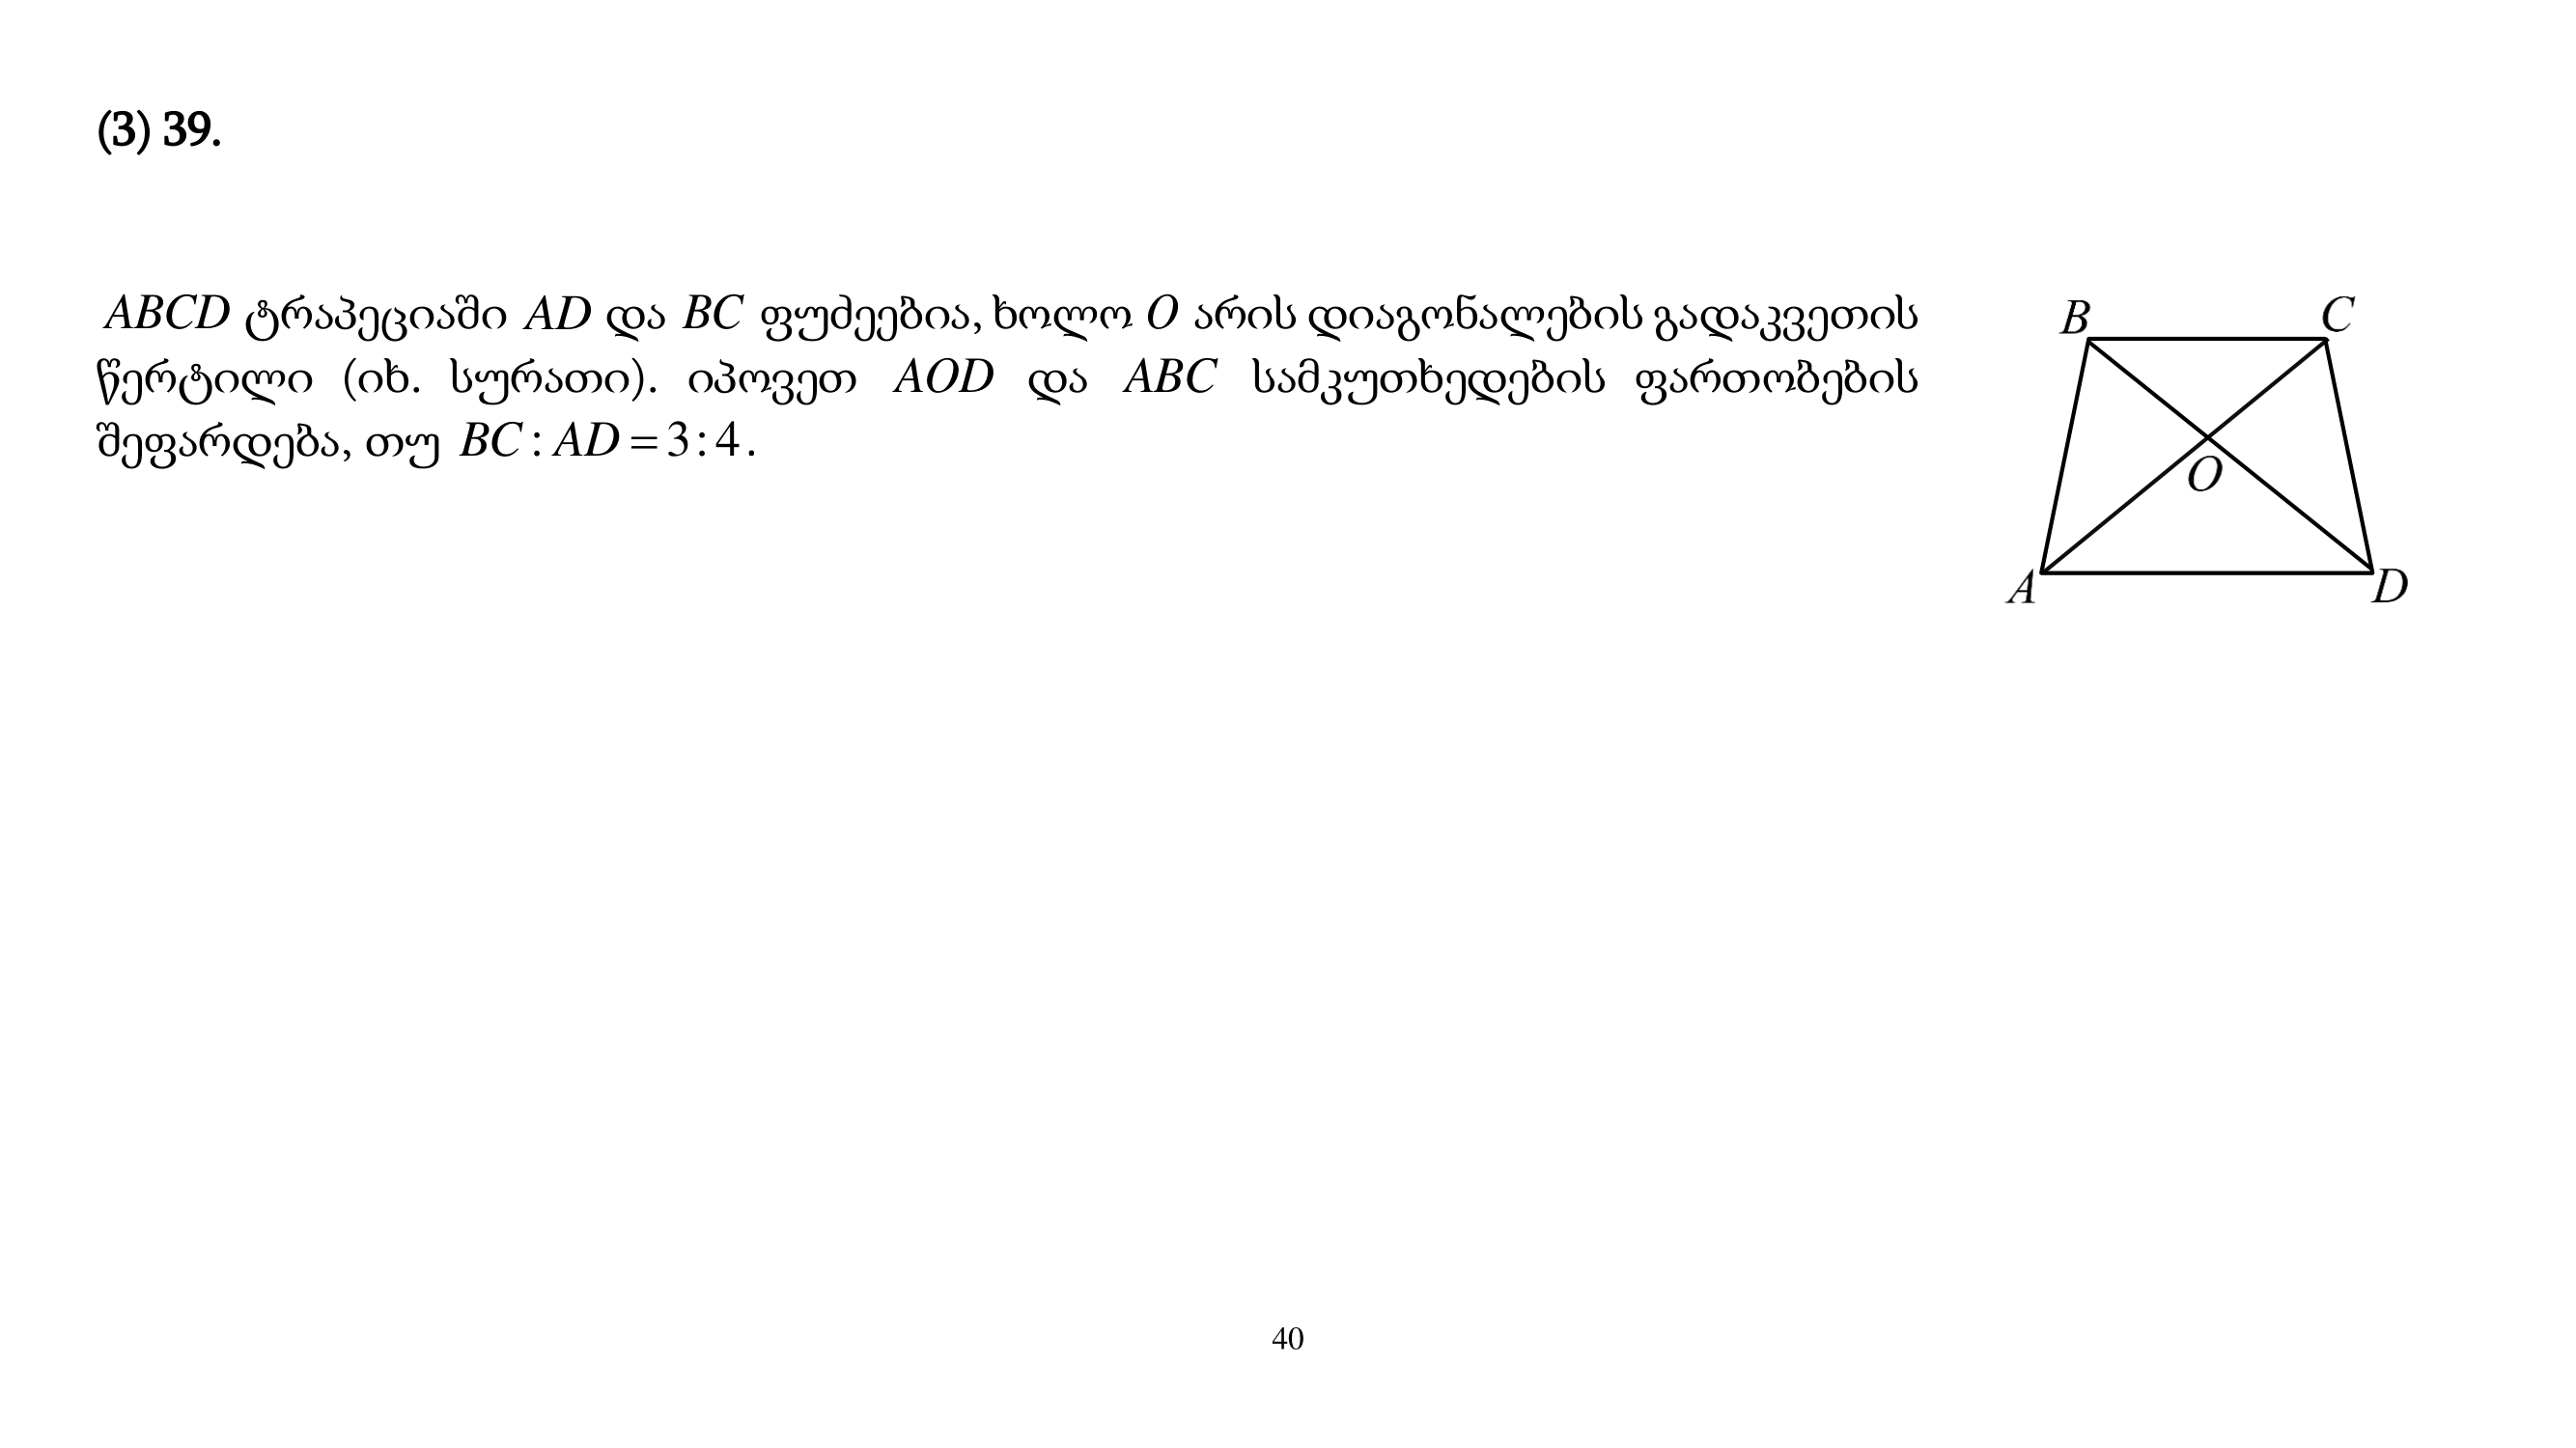 (3) 39.
ABCD ტრაპეციაში AD და BC ფუძეებია, ხოლო O არის დიაგონალების გადაკვეთის
წერტილი (იხ. სურათი). იპოვეთ AOD და ABC სამკუთხედების ფართობების
შეფარდება, თუ BC : AD = 3 : 4 .
B C
O
A D
40